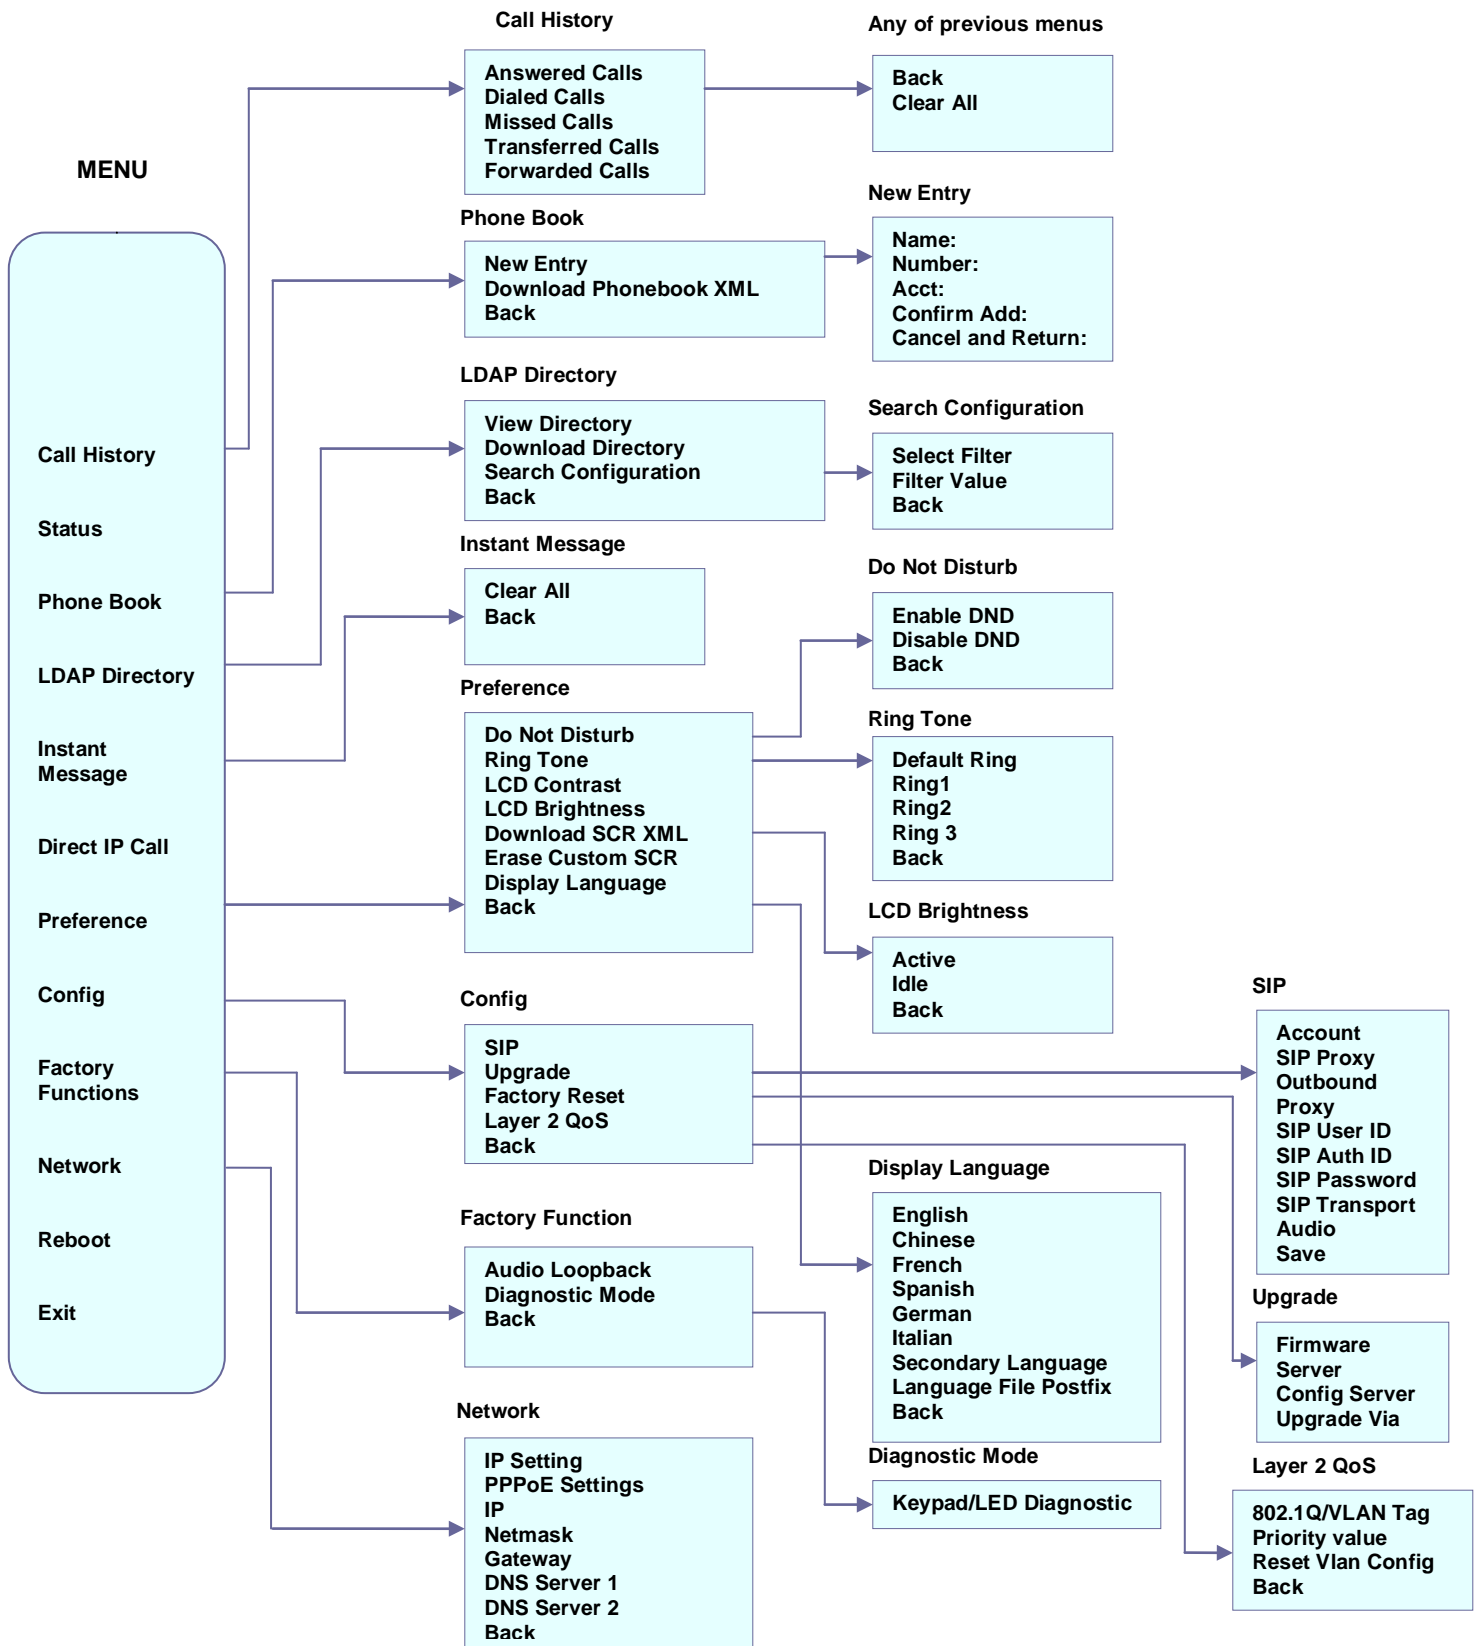 MENU
Call History
Status
Phone Book
LDAP Directory
Instant
Message
Direct IP Call
Preference
Config
Factory
Functions
Network
Reboot
Exit
Call History
Answered Calls
Dialed Calls
Missed Calls
Transferred Calls
Forwarded Calls
Phone Book
New Entry
Download Phonebook XML
Back
LDAP Directory
View Directory
Download Directory
Search Configuration
Back
Instant Message
Clear All
Back
Preference
Do Not Disturb
Ring Tone
LCD Contrast
LCD Brightness
Download SCR XML
Erase Custom SCR
Display Language
Back
Config
SIP
Upgrade
Factory Reset
Layer 2 QoS
Back
Factory Function
Audio Loopback
Diagnostic Mode
Back
Network
IP Setting
PPPoE Settings
IP
Netmask
Gateway
DNS Server 1
DNS Server 2
Back
Any of previous menus
Back
Clear All
New Entry
Name:
Number:
Acct:
Confirm Add:
Cancel and Return:
Search Configuration
Select Filter
Filter Value
Back
Do Not Disturb
Enable DND
Disable DND
Back
Ring Tone
Default Ring
Ring1
Ring2
Ring 3
Back
LCD Brightness
Active
Idle
Back
Display Language
English
Chinese
French
Spanish
German
Italian
Secondary Language
Language File Postfix
Back
Diagnostic Mode
Keypad/LED Diagnostic
SIP
Account
SIP Proxy
Outbound
Proxy
SIP User ID
SIP Auth ID
SIP Password
SIP Transport
Audio
Save
Upgrade
Firmware
Server
Config Server
Upgrade Via
Layer 2 QoS
802.1Q/VLAN Tag
Priority value
Reset Vlan Config
Back